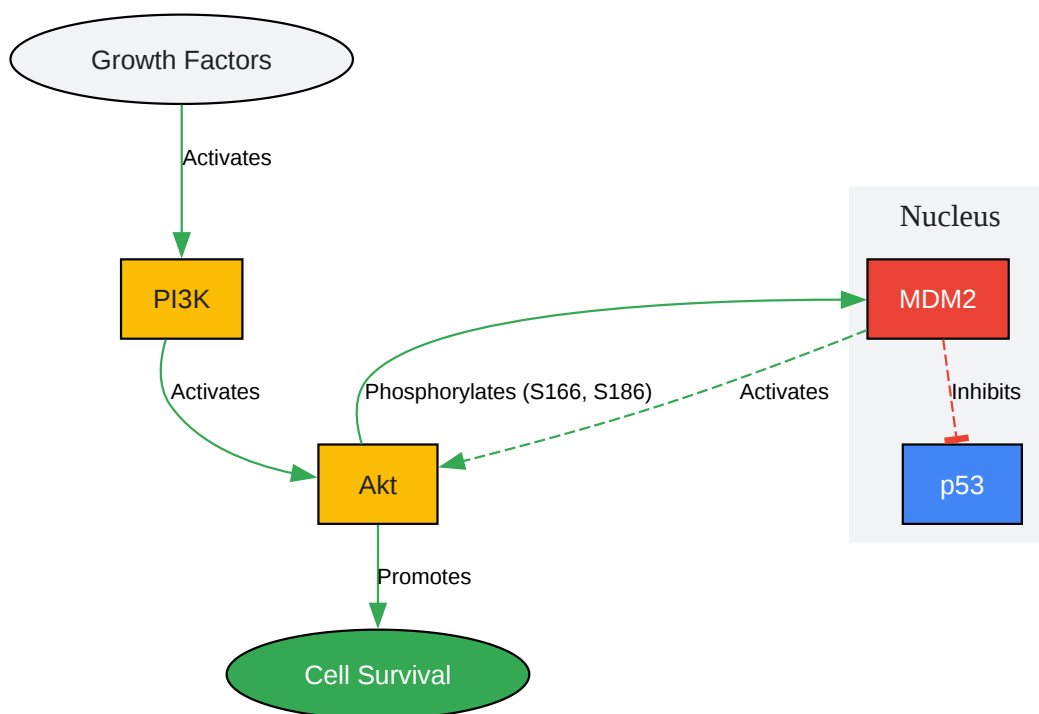 Growth Factors
Activates
Nucleus
PI3K
MDM2
Activates
Phosphorylates (S166, S186)
Activates
Inhibits
Akt
p53
Promotes
Cell Survival